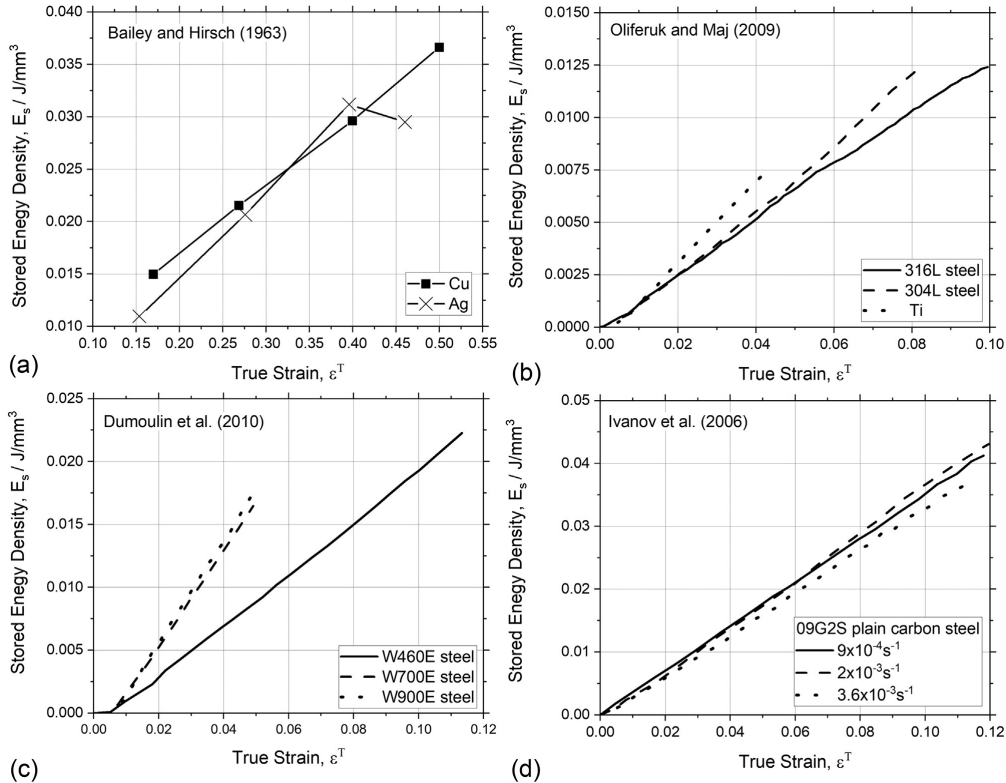 Bailey and Hirsch (1963)
Stored Energy Density, Eₛ / J/mm³
0.040
0.035
0.030
0.025
0.020
0.015
0.010
0.10 0.15 0.20 0.25 0.30 0.35 0.40 0.45 0.50 0.55
True Strain, εᵀ
Cu
Ag
(a)
Oliferuk and Maj (2009)
Stored Energy Density, Eₛ / J/mm³
0.0150
0.0125
0.0100
0.0075
0.0050
0.0025
0.0000
0.00 0.02 0.04 0.06 0.08 0.10
True Strain, εᵀ
316L steel
304L steel
Ti
(b)
Dumoulin et al. (2010)
Stored Energy Density, Eₛ / J/mm³
0.025
0.020
0.015
0.010
0.005
0.000
0.00 0.02 0.04 0.06 0.08 0.10 0.12
True Strain, εᵀ
W460E steel
W700E steel
W900E steel
(c)
Ivanov et al. (2006)
Stored Energy Density, Eₛ / J/mm³
0.05
0.04
0.03
0.02
0.01
0.00
0.00 0.02 0.04 0.06 0.08 0.10 0.12
True Strain, εᵀ
09G2S plain carbon steel
9x10⁻⁴s⁻¹
2x10⁻³s⁻¹
3.6x10⁻³s⁻¹
(d)